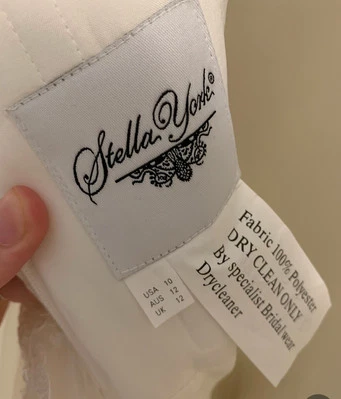 Stella York®
USA 10
AUS 12
UK 12
Fabric 100% Polyester
DRY CLEAN ONLY
By specialist Bridal wear
Drycleaner